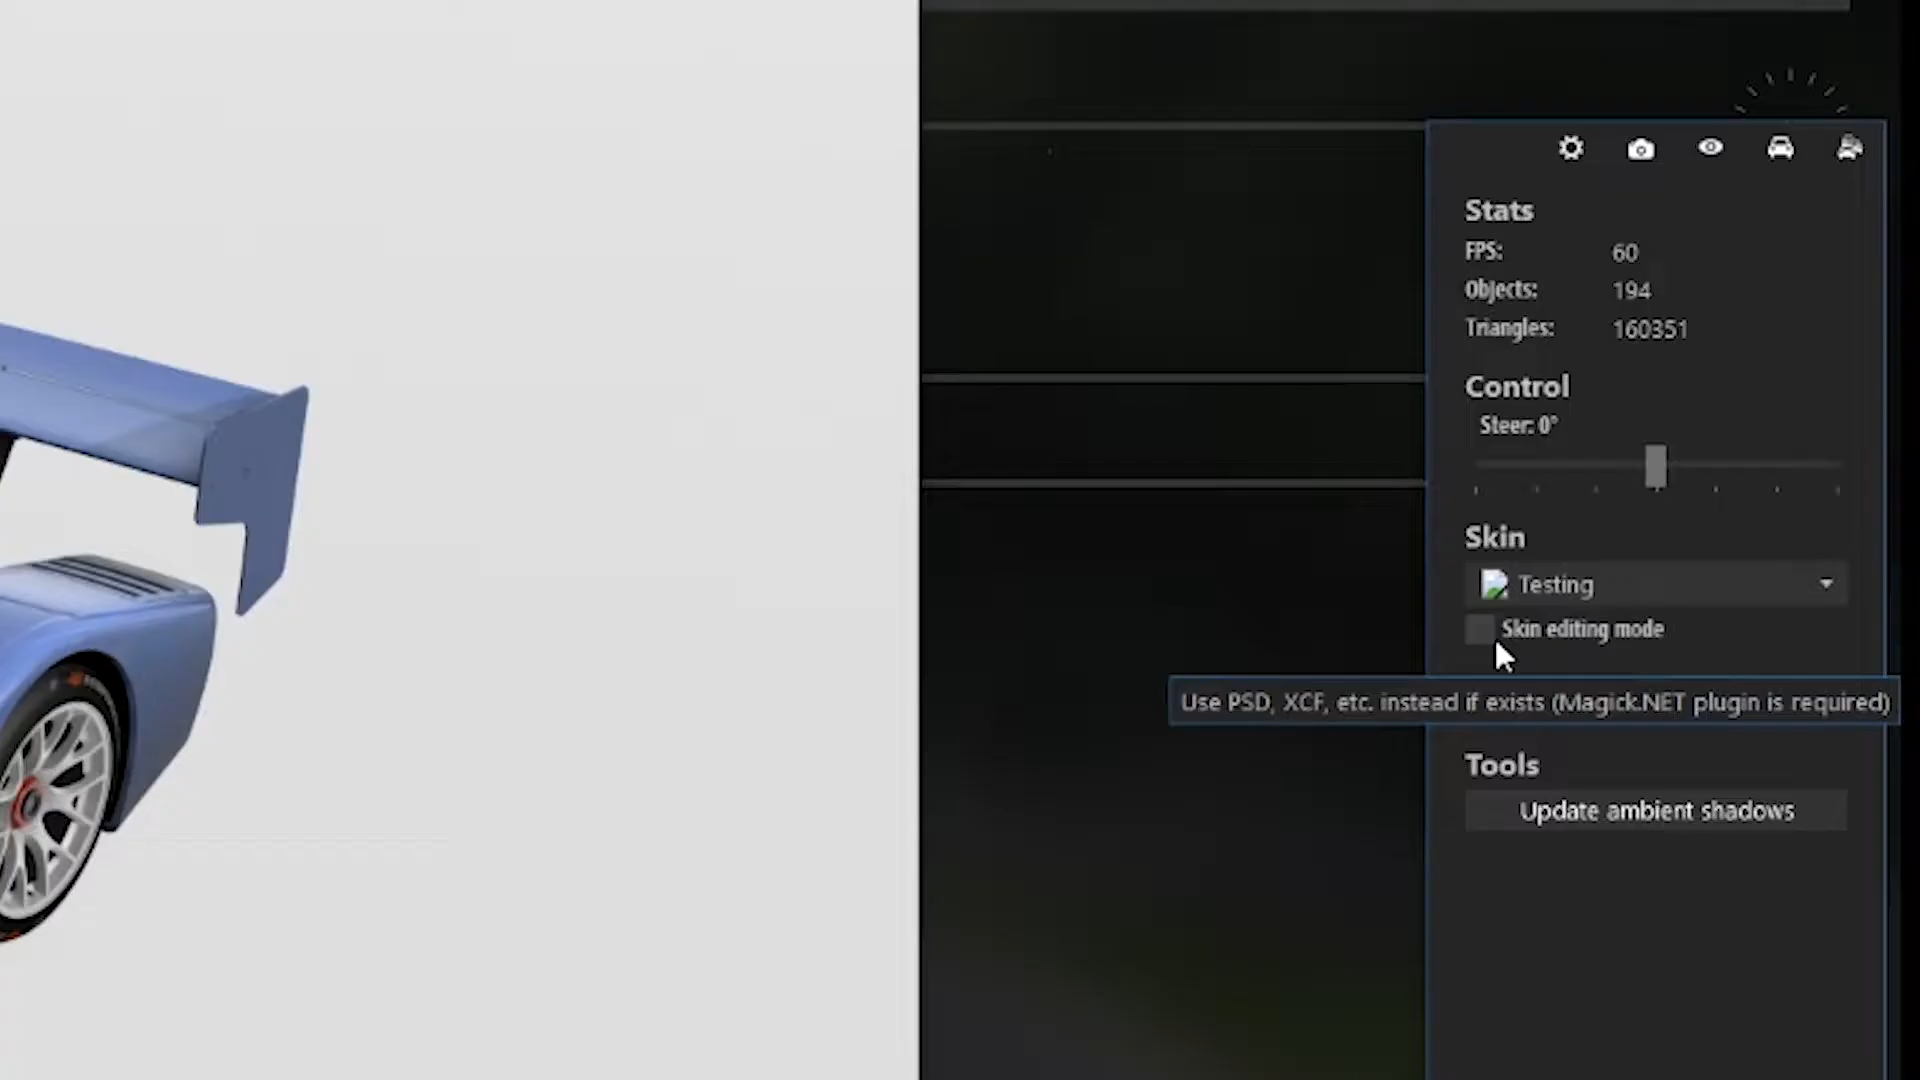 Stats
FPS: 60
Objects: 194
Triangles: 160351
Control
Steer: 0°
Skin
Testing
Skin editing mode
Use PSD, XCF, etc. instead if exists (Magick.NET plugin is required)
Tools
Update ambient shadows